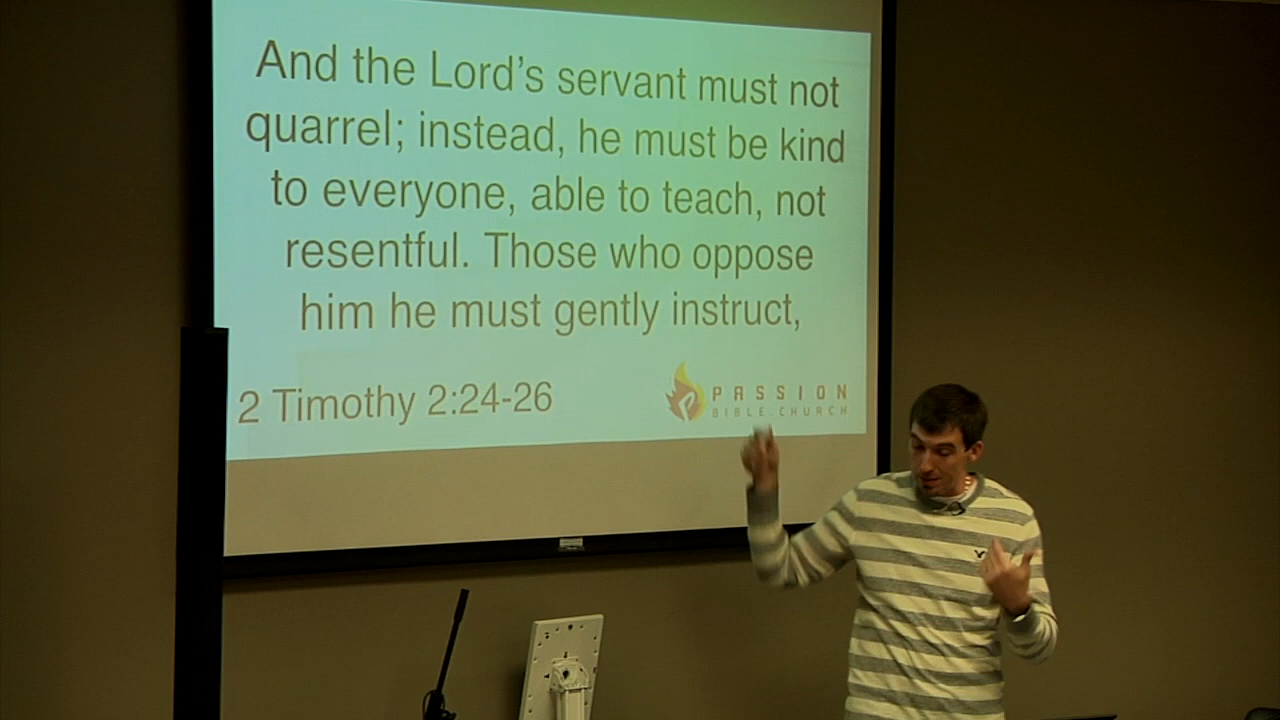 And the Lord's servant must not
quarrel; instead, he must be kind
to everyone, able to teach, not
resentful. Those who oppose
him he must gently instruct,
2 Timothy 2:24-26
PASSION
BIBLE.CHURCH